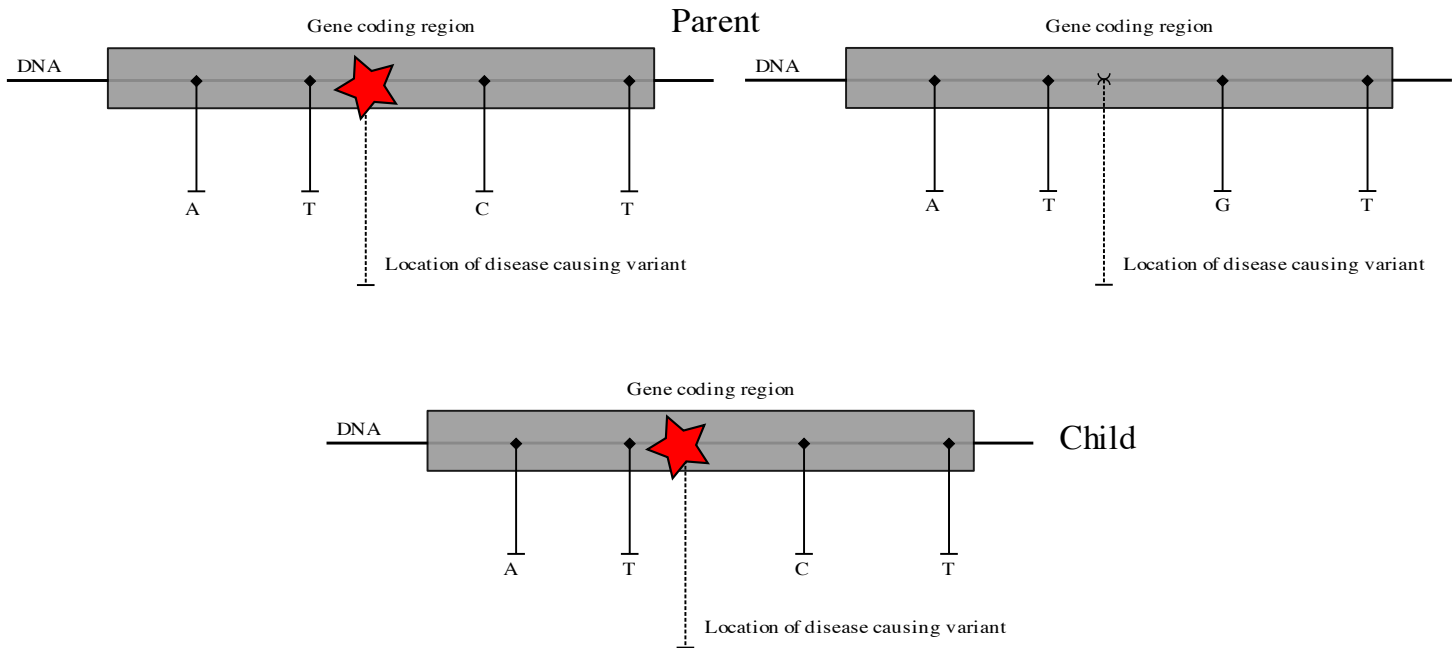 Parent
Gene coding region
DNA
A T C T
Location of disease causing variant
Gene coding region
DNA
A T G T
Location of disease causing variant
Gene coding region
DNA
Child
A T C T
Location of disease causing variant